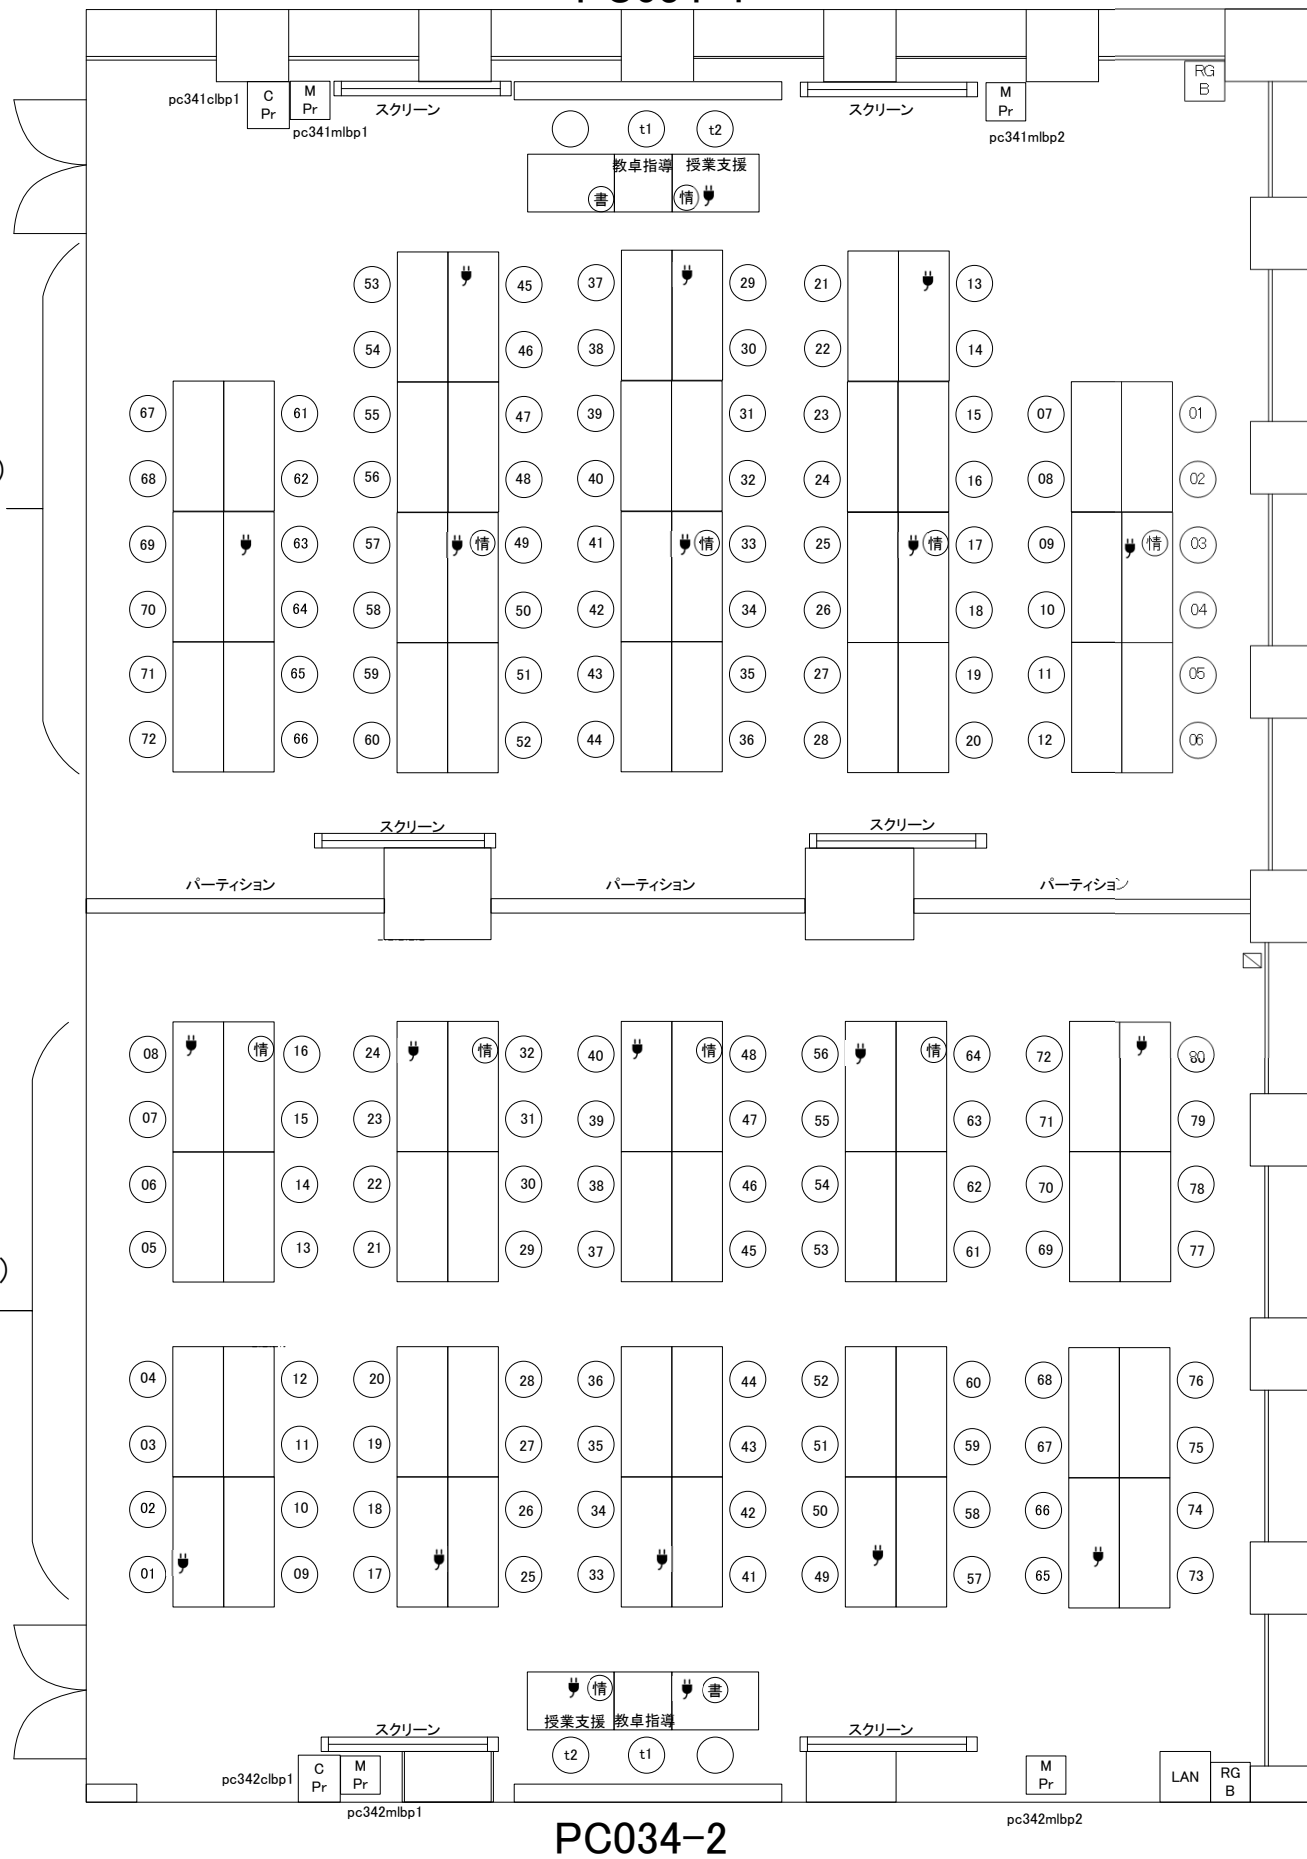 pc341clbp1
C
Pr
M
Pr
pc341mlbp1
スクリーン
スクリーン
M
Pr
pc341mlbp2
RG
B
t1
t2
教卓指導 授業支援
書
情
53 45 37 29 21 13
54 46 38 30 22 14
67 61 55 47 39 31 23 15 07 01
68 62 56 48 40 32 24 16 08 02
69 63 57 情 49 41 情 33 25 情 17 09 情 03
70 64 58 50 42 34 26 18 10 04
71 65 59 51 43 35 27 19 11 05
72 66 60 52 44 36 28 20 12 06
)
スクリーン スクリーン
パーティション パーティション パーティション
08 情 16 24 情 32 40 情 48 56 情 64 72 80
07 15 23 31 39 47 55 63 71 79
06 14 22 30 38 46 54 62 70 78
05 13 21 29 37 45 53 61 69 77
)
04 12 20 28 36 44 52 60 68 76
03 11 19 27 35 43 51 59 67 75
02 10 18 26 34 42 50 58 66 74
01 09 17 25 33 41 49 57 65 73
情 書
授業支援 教卓指導
スクリーン スクリーン
t2 t1
pc342clbp1
C
Pr
M
Pr
pc342mlbp1
M
Pr
pc342mlbp2
LAN
RG
B
PC034-2